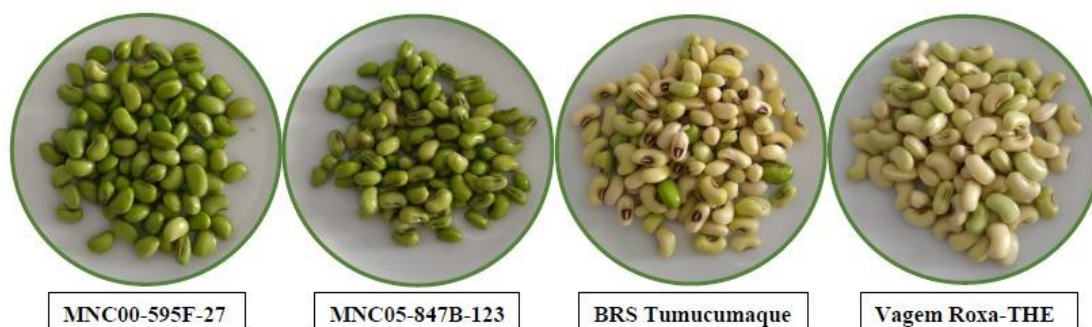 MNC00-595F-27
MNC05-847B-123
BRS Tumucumaque
Vagem Roxa-THE